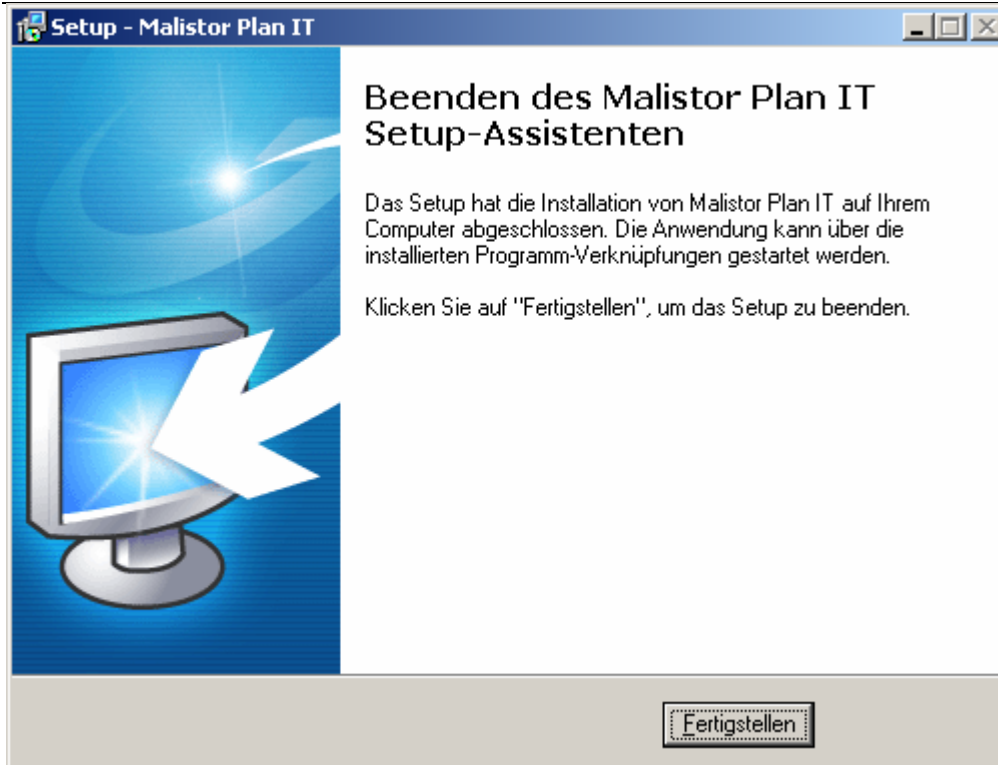 Setup - Malistor Plan IT
Beenden des Malistor Plan IT
Setup-Assistenten
Das Setup hat die Installation von Malistor Plan IT auf Ihrem
Computer abgeschlossen. Die Anwendung kann über die
installierten Programm-Verknüpfungen gestartet werden.
Klicken Sie auf "Fertigstellen", um das Setup zu beenden.
Fertigstellen